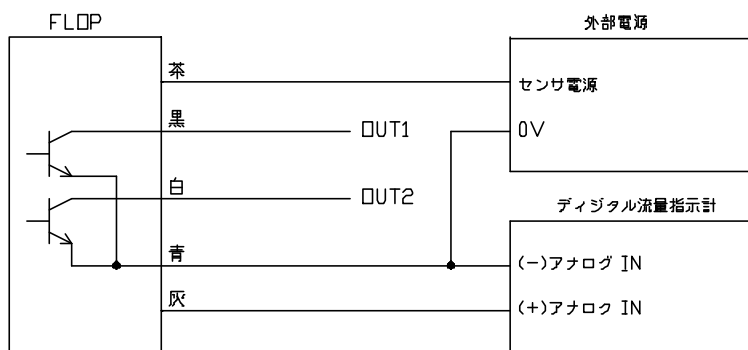 FLOP
外部電源
茶
センサ電源
黒
OUT1
0V
白
OUT2
ディジタル流量指示計
青
(-)アナログ IN
灰
(+)アナログ IN